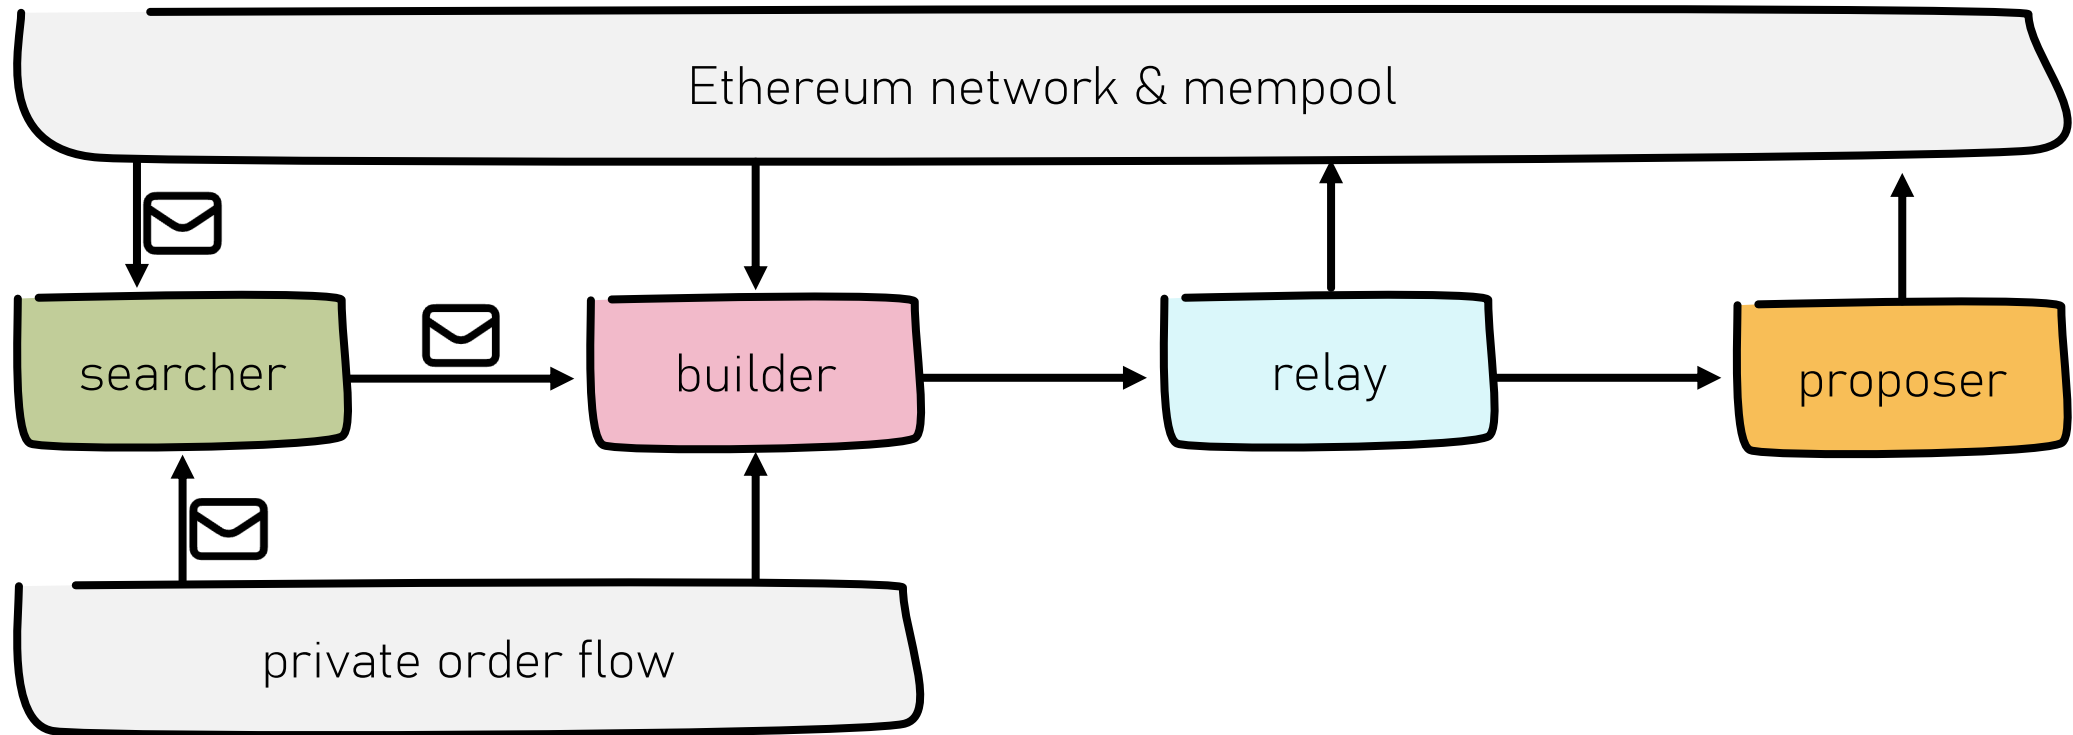 Ethereum network & mempool
searcher
builder
relay
proposer
private order flow